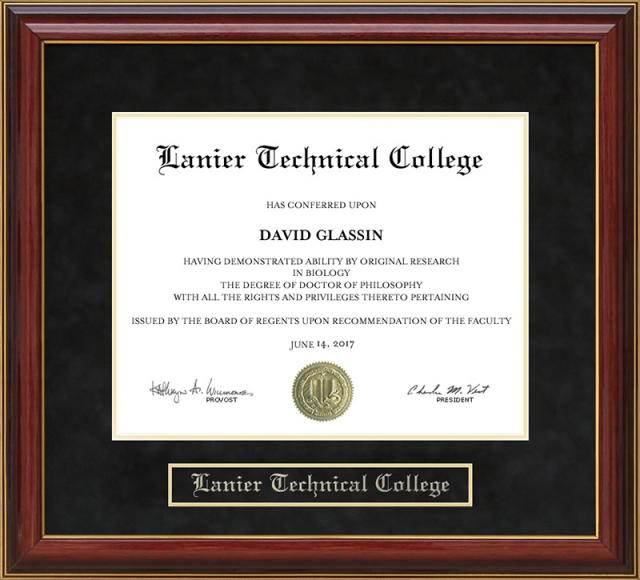 Lanier Technical College
HAS CONFERRED UPON
DAVID GLASSIN
HAVING DEMONSTRATED ABILITY BY ORIGINAL RESEARCH
IN BIOLOGY
THE DEGREE OF DOCTOR OF PHILOSOPHY
WITH ALL THE RIGHTS AND PRIVILEGES THERETO PERTAINING
ISSUED BY THE BOARD OF REGENTS UPON RECOMMENDATION OF THE FACULTY
JUNE 14, 2017
Charles M. Vest
PROVOST
PRESIDENT
Lanier Technical College